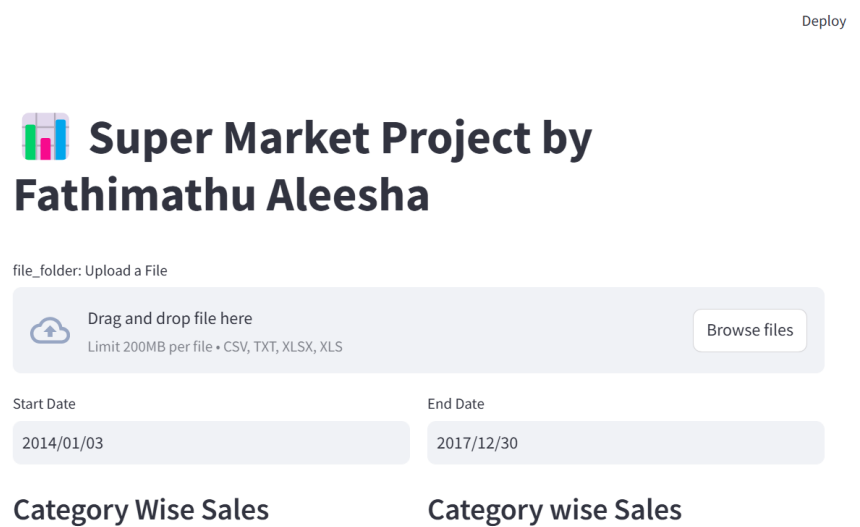 Deploy
Super Market Project by
Fathimathu Aleesha
file_folder: Upload a File
Drag and drop file here
Limit 200MB per file • CSV, TXT, XLSX, XLS
Browse files
Start Date
End Date
2014/01/03
2017/12/30
Category Wise Sales
Category wise Sales